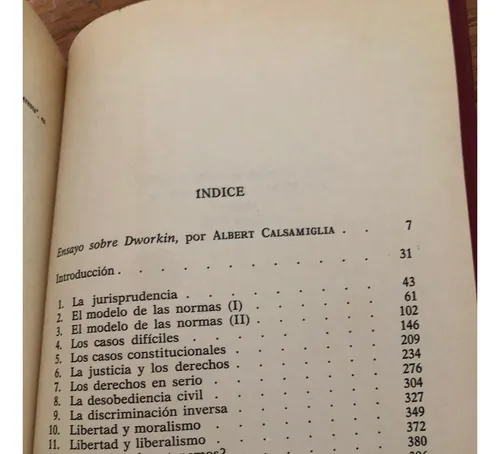 ÍNDICE
Ensayo sobre Dworkin, por ALBERT CALSAMIGLIA . . 7
Introducción . . . . . . . . . 31
1. La jurisprudencia . . . . . . . 43
2. El modelo de las normas (I) . . . . . 61
3. El modelo de las normas (II) . . . . . 102
4. Los casos difíciles . . . . . . . 146
5. Los casos constitucionales . . . . . 209
6. La justicia y los derechos . . . . . 234
7. Los derechos en serio . . . . . . 276
8. La desobediencia civil . . . . . . 304
9. La discriminación inversa . . . . . 327
10. Libertad y moralismo . . . . . . 349
11. Libertad y liberalismo . . . . . . 372
380